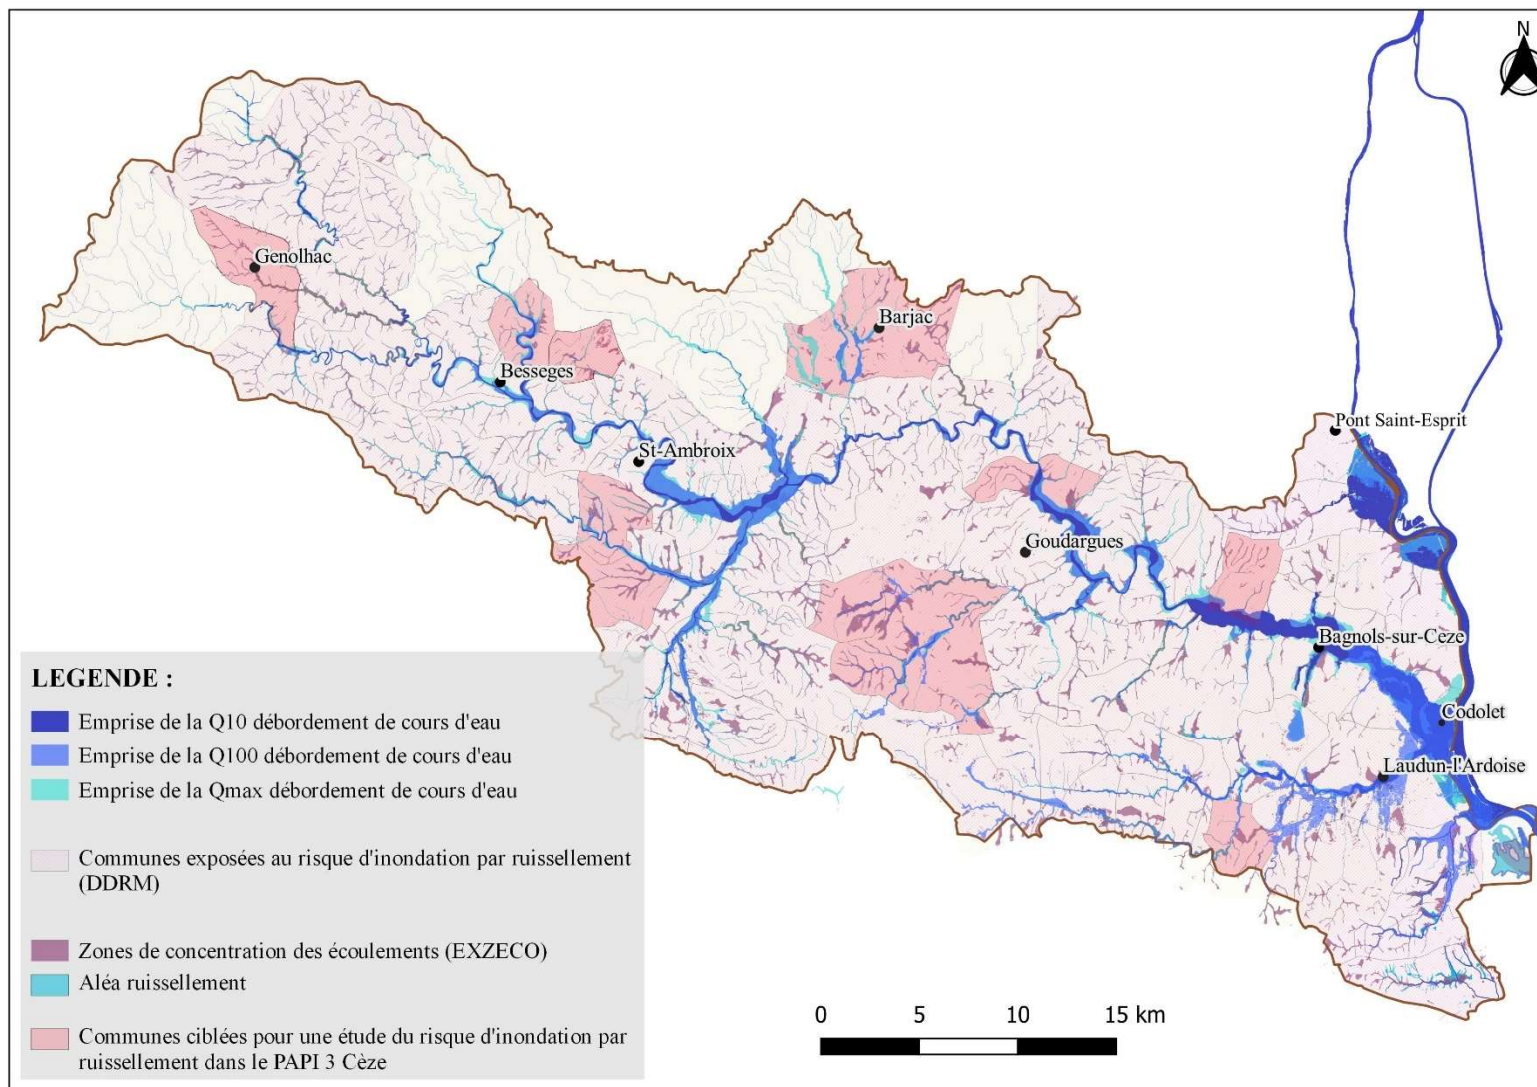 N
Genolhac
Barjac
Besseges
Pont Saint-Esprit
St-Ambroix
Goudargues
Bagnols-sur-Ceze
Codolet
Laudun-l'Ardoise
LEGENDE :
Emprise de la Q10 débordement de cours d'eau
Emprise de la Q100 débordement de cours d'eau
Emprise de la Qmax débordement de cours d'eau
Communes exposées au risque d'inondation par ruissellement
(DDRM)
Zones de concentration des écoulements (EXZECO)
Aléa ruissellement
Communes ciblées pour une étude du risque d'inondation par
ruissellement dans le PAPI 3 Cèze
0 5 10 15 km